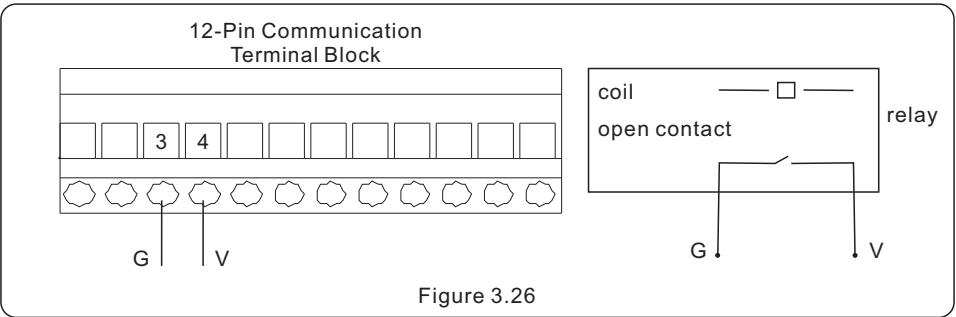 12-Pin Communication
Terminal Block
3 4
G V
coil
open contact
relay
G V
Figure 3.26